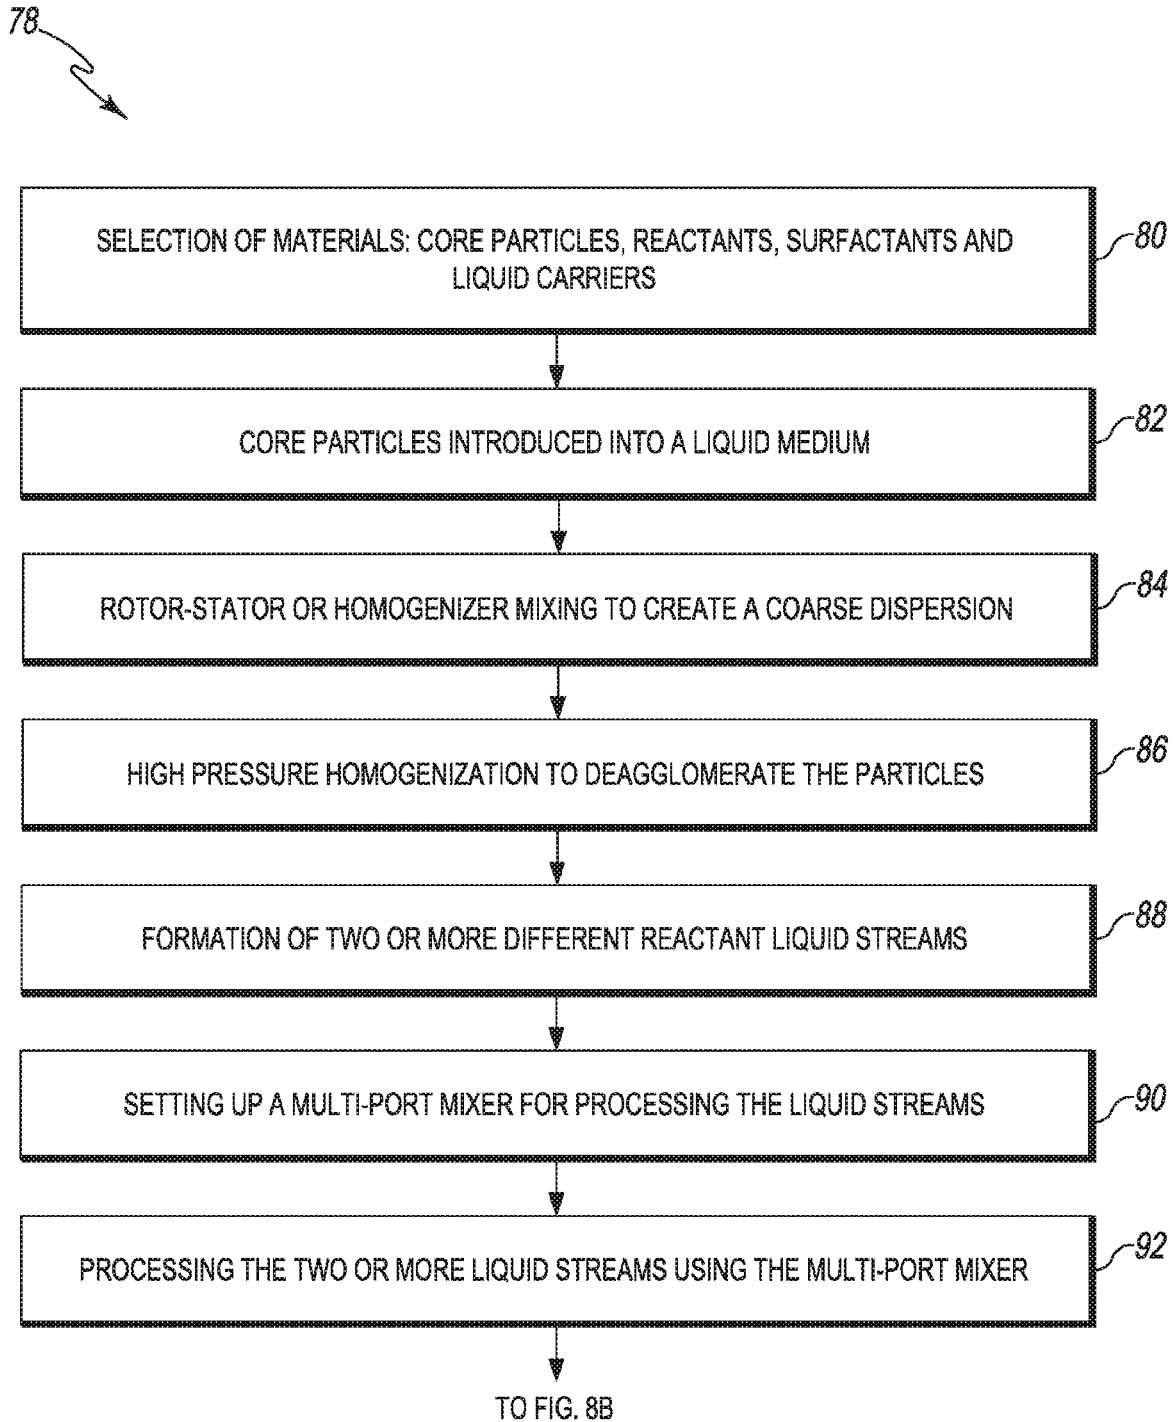 78
SELECTION OF MATERIALS: CORE PARTICLES, REACTANTS, SURFACTANTS AND
LIQUID CARRIERS
80
CORE PARTICLES INTRODUCED INTO A LIQUID MEDIUM
82
ROTOR-STATOR OR HOMOGENIZER MIXING TO CREATE A COARSE DISPERSION
84
HIGH PRESSURE HOMOGENIZATION TO DEAGGLOMERATE THE PARTICLES
86
FORMATION OF TWO OR MORE DIFFERENT REACTANT LIQUID STREAMS
88
SETTING UP A MULTI-PORT MIXER FOR PROCESSING THE LIQUID STREAMS
90
PROCESSING THE TWO OR MORE LIQUID STREAMS USING THE MULTI-PORT MIXER
92
TO FIG. 8B